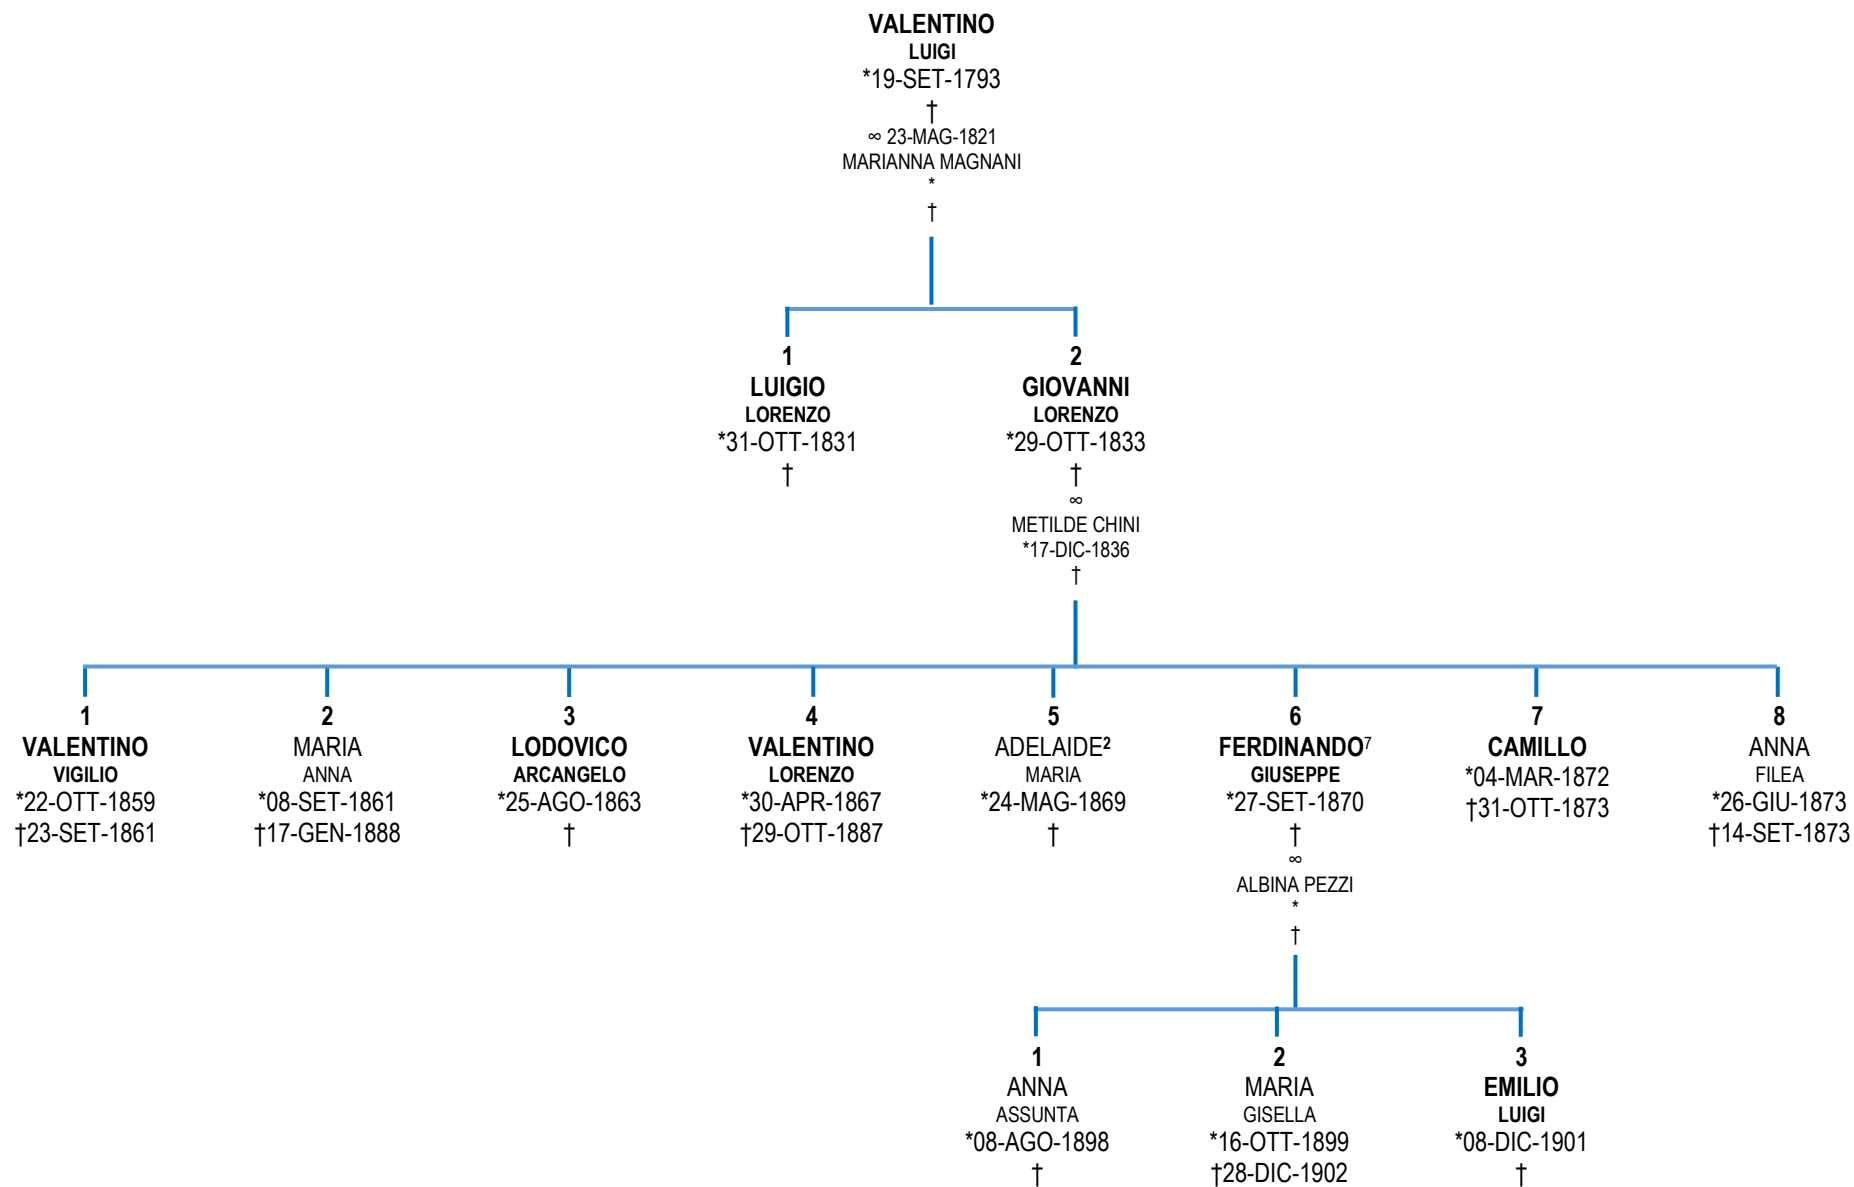 VALENTINO
LUIGI
*19-SET-1793
†
∞ 23-MAG-1821
MARIANNA MAGNANI
*
†
1
LUIGIO
LORENZO
*31-OTT-1831
†
2
GIOVANNI
LORENZO
*29-OTT-1833
†
∞
METILDE CHINI
*17-DIC-1836
†
1
VALENTINO
VIGILIO
*22-OTT-1859
†23-SET-1861
2
MARIA
ANNA
*08-SET-1861
†17-GEN-1888
3
LODOVICO
ARCANGELO
*25-AGO-1863
†
4
VALENTINO
LORENZO
*30-APR-1867
†29-OTT-1887
5
ADELAIDE²
MARIA
*24-MAG-1869
†
6
FERDINANDO⁷
GIUSEPPE
*27-SET-1870
†
∞
ALBINA PEZZI
*
†
7
CAMILLO
*04-MAR-1872
†31-OTT-1873
8
ANNA
FILEA
*26-GIU-1873
†14-SET-1873
1
ANNA
ASSUNTA
*08-AGO-1898
†
2
MARIA
GISELLA
*16-OTT-1899
†28-DIC-1902
3
EMILIO
LUIGI
*08-DIC-1901
†